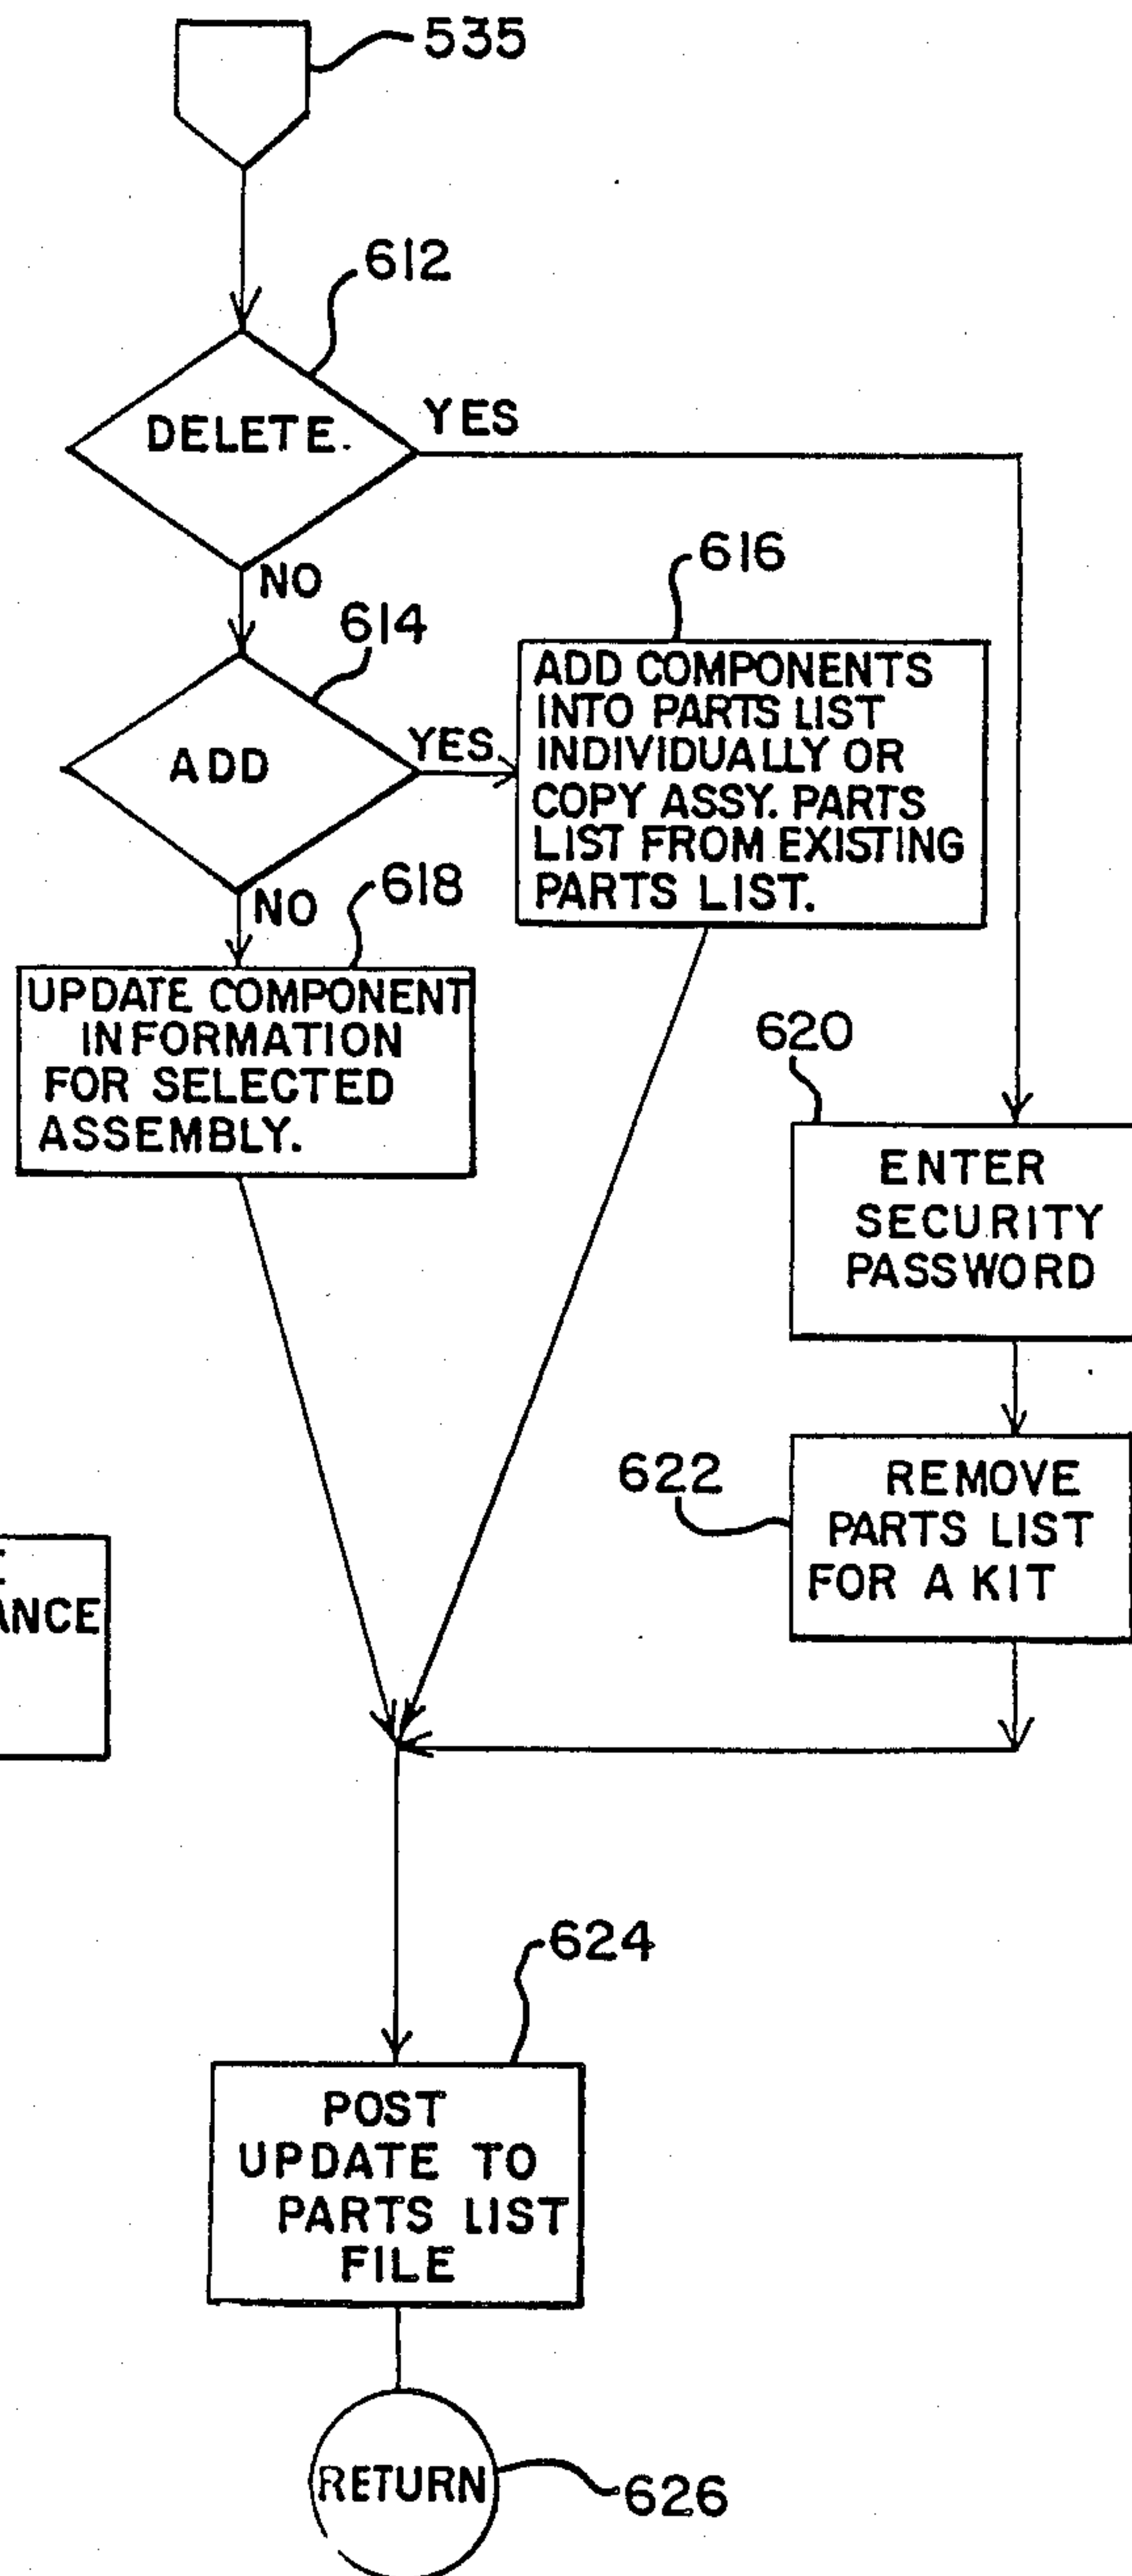 535
612
DELETE.
YES
NO
616
614
ADD COMPONENTS
INTO PARTS LIST
INDIVIDUALLY OR
COPY ASSY. PARTS
LIST FROM EXISTING
PARTS LIST.
YES
ADD
618
NO
UPDATE COMPONENT
INFORMATION
FOR SELECTED
ASSEMBLY.
620
ENTER
SECURITY
PASSWORD
622
REMOVE
PARTS LIST
FOR A KIT
624
POST
UPDATE TO
PARTS LIST
FILE
RETURN
626